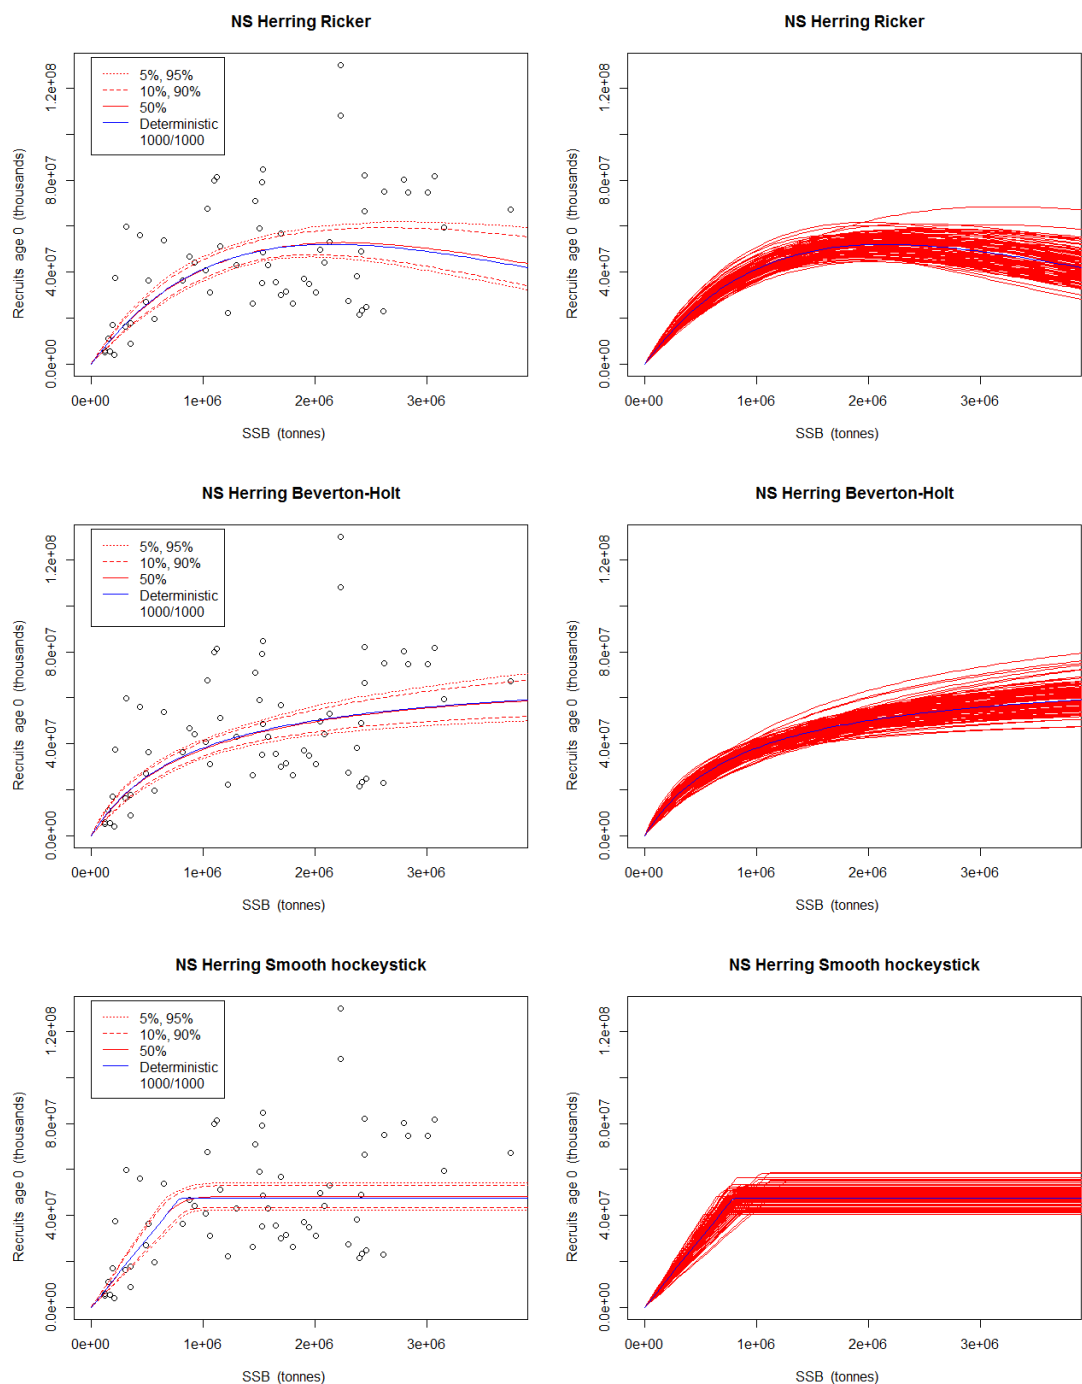 NS Herring Ricker
5%, 95%
10%, 90%
50%
Deterministic
1000/1000
0.0e+00 4.0e+07 8.0e+07 1.2e+08
Recruits age 0 (thousands)
0e+00 1e+06 2e+06 3e+06
SSB (tonnes)
NS Herring Ricker
0.0e+00 4.0e+07 8.0e+07 1.2e+08
Recruits age 0 (thousands)
0e+00 1e+06 2e+06 3e+06
SSB (tonnes)
NS Herring Beverton-Holt
5%, 95%
10%, 90%
50%
Deterministic
1000/1000
0.0e+00 4.0e+07 8.0e+07 1.2e+08
Recruits age 0 (thousands)
0e+00 1e+06 2e+06 3e+06
SSB (tonnes)
NS Herring Beverton-Holt
0.0e+00 4.0e+07 8.0e+07 1.2e+08
Recruits age 0 (thousands)
0e+00 1e+06 2e+06 3e+06
SSB (tonnes)
NS Herring Smooth hockeystick
5%, 95%
10%, 90%
50%
Deterministic
1000/1000
0.0e+00 4.0e+07 8.0e+07 1.2e+08
Recruits age 0 (thousands)
0e+00 1e+06 2e+06 3e+06
SSB (tonnes)
NS Herring Smooth hockeystick
0.0e+00 4.0e+07 8.0e+07 1.2e+08
Recruits age 0 (thousands)
0e+00 1e+06 2e+06 3e+06
SSB (tonnes)